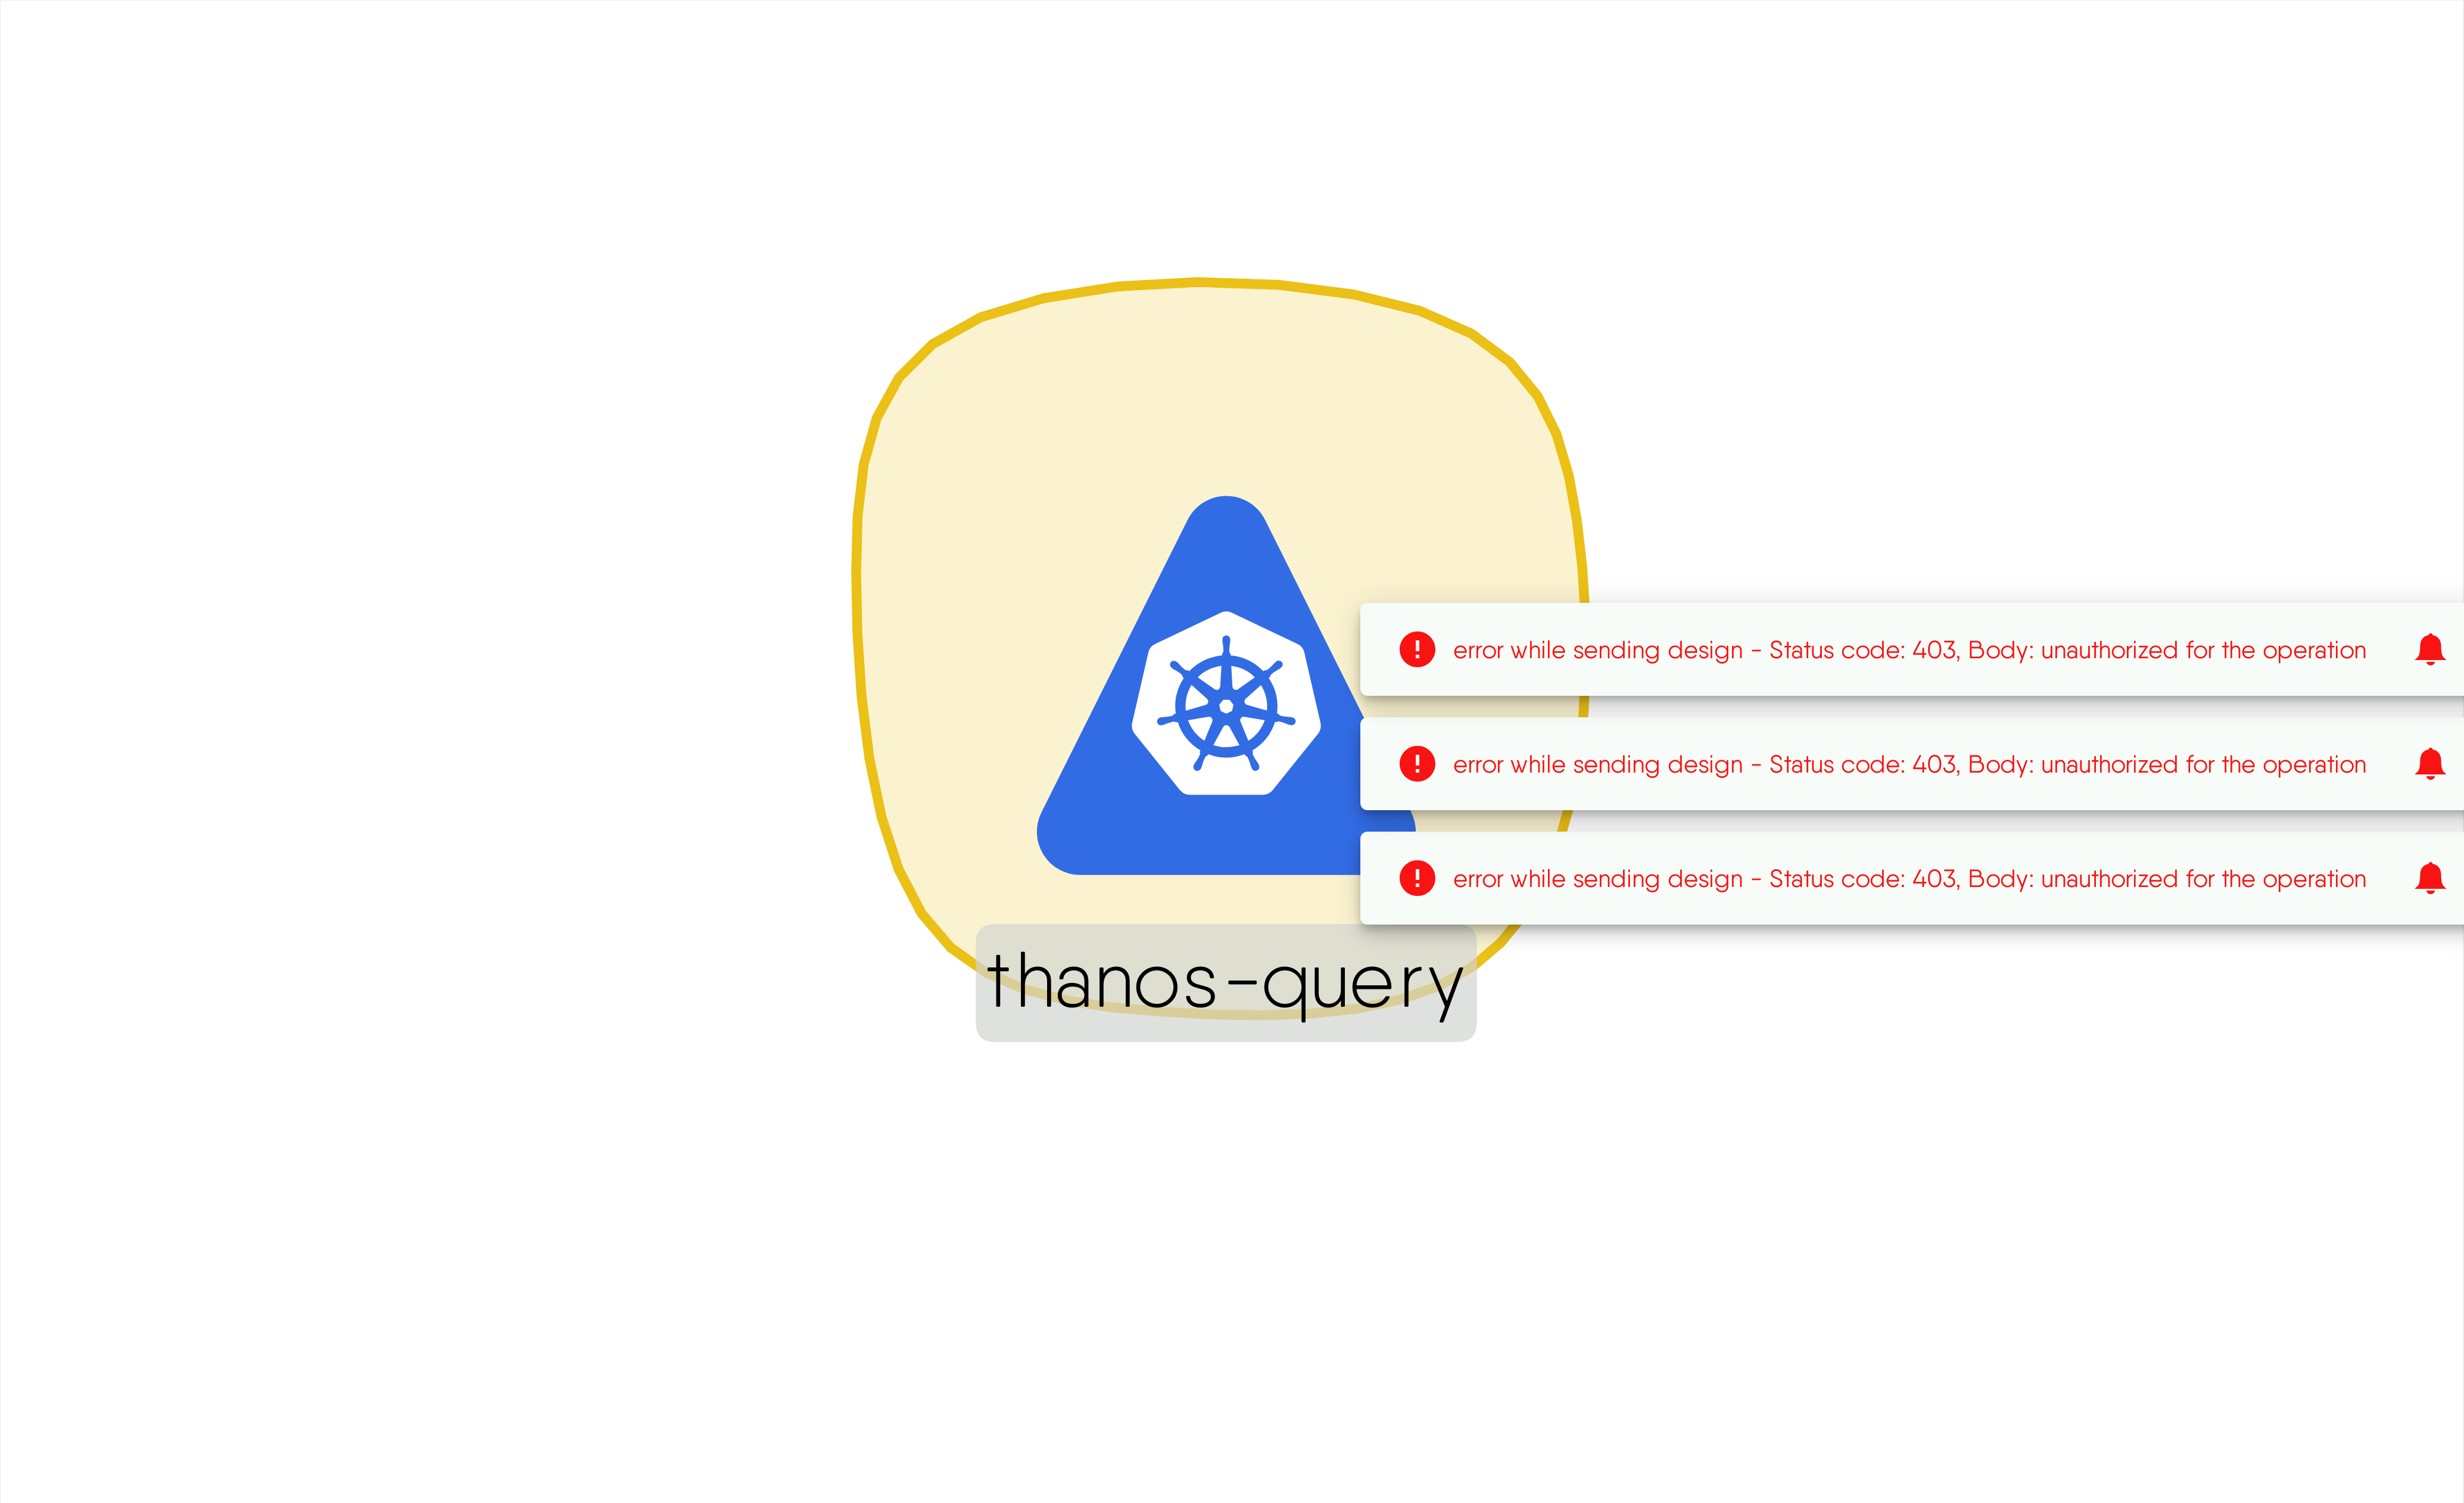 error while sending design - Status code: 403, Body: unauthorized for the operation
error while sending design - Status code: 403, Body: unauthorized for the operation
error while sending design - Status code: 403, Body: unauthorized for the operation
thanos-query